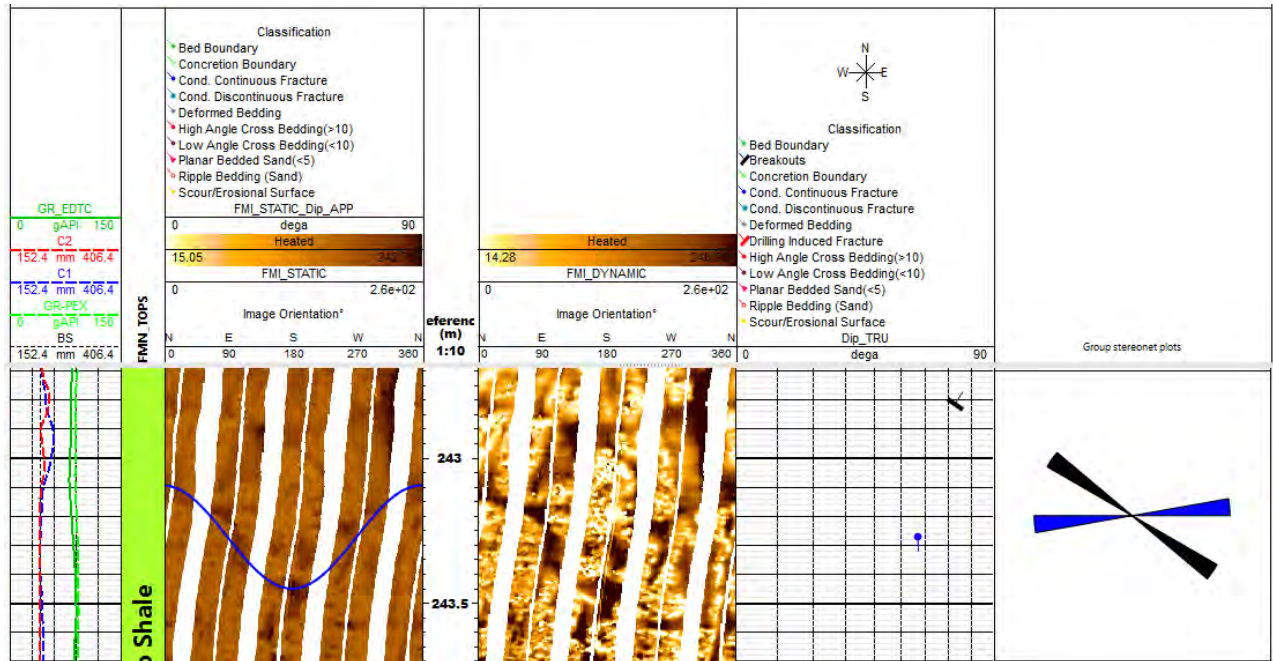 GR_EDTC
0 gAPI 150
C2
152.4 mm 406.4
C1
152.4 mm 406.4
GR-PEX
0 gAPI 150
BS
152.4 mm 406.4
FMN_TOPS
Classification
Bed Boundary
Concretion Boundary
Cond. Continuous Fracture
Cond. Discontinuous Fracture
Deformed Bedding
High Angle Cross Bedding(>10)
Low Angle Cross Bedding(<10)
Planar Bedded Sand(<5)
Ripple Bedding (Sand)
Scour/Erosional Surface
FMI_STATIC_Dip_APP
0 dega 90
Heated
15.05
FMI_STATIC
0 2.6e+02
Image Orientation°
N E S W N
0 90 180 270 360
eferenc
(m)
1:10
Heated
14.28
FMI_DYNAMIC
0 2.6e+02
Image Orientation°
N E S W N
0 90 180 270 360
N
W E
S
Classification
Bed Boundary
Breakouts
Concretion Boundary
Cond. Continuous Fracture
Cond. Discontinuous Fracture
Deformed Bedding
Drilling Induced Fracture
High Angle Cross Bedding(>10)
Low Angle Cross Bedding(<10)
Planar Bedded Sand(<5)
Ripple Bedding (Sand)
Scour/Erosional Surface
Dip_TRU
0 dega 90
Group stereonet plots
Shale
243
243.5